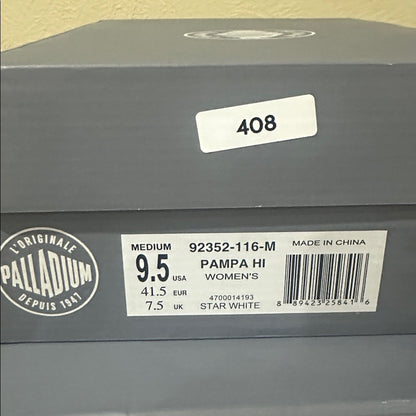 408
L'ORIGINALE
PALLADIUM
DEPUIS 1947
MEDIUM 92352-116-M MADE IN CHINA
9.5 USA PAMPA HI
WOMEN'S
41.5 EUR 4700014193
7.5 UK STAR WHITE
8 89423 25841 6